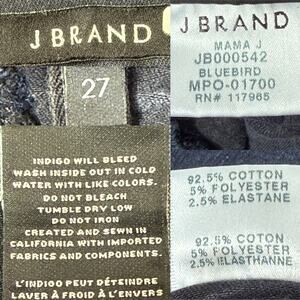 J BRAND
27
J BRAND
MAMA J
JB000542
BLUEBIRD
MPO-01700
RN# 117985
INDIGO WILL BLEED
WASH INSIDE OUT IN COLD
WATER WITH LIKE COLORS.
DO NOT BLEACH
TUMBLE DRY LOW
DO NOT IRON
CREATED AND SEWN IN
CALIFORNIA WITH IMPORTED
FABRICS AND COMPONENTS.
L'INDIGO PEUT DÉTEINDRE
LAVER À FROID À L'ENVERS
92.5% COTTON
5% POLYESTER
2.5% ELASTANE
92.5% COTTON
5% POLYESTER
2.5% ELASTHANNE